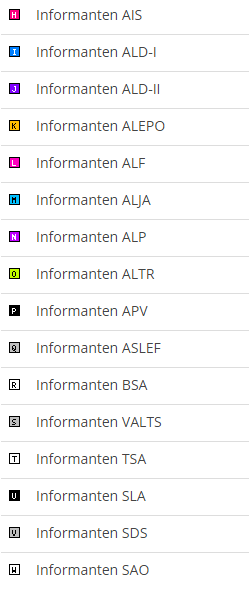 H Informanten AIS
I Informanten ALD-I
J Informanten ALD-II
K Informanten ALEPO
L Informanten ALF
M Informanten ALJA
N Informanten ALP
O Informanten ALTR
P Informanten APV
Q Informanten ASLEF
R Informanten BSA
S Informanten VALTS
T Informanten TSA
U Informanten SLA
V Informanten SDS
W Informanten SAO